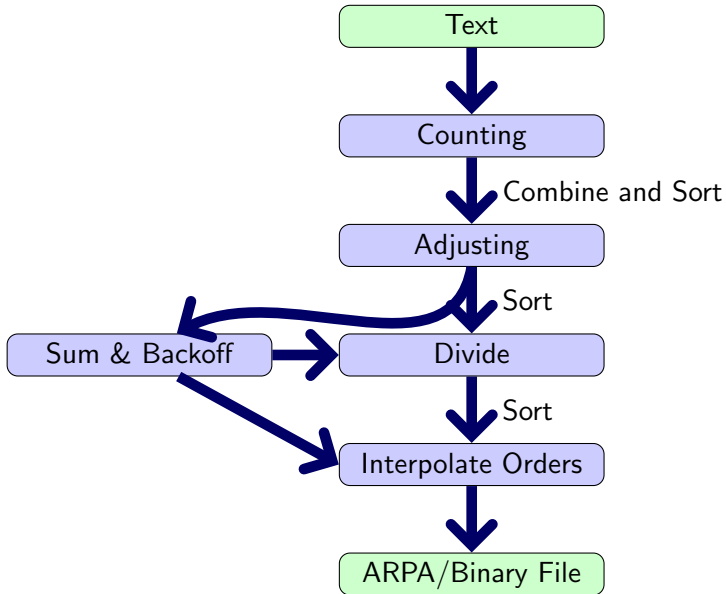 Text
Counting
Combine and Sort
Adjusting
Sort
Sum & Backoff
Divide
Sort
Interpolate Orders
ARPA/Binary File